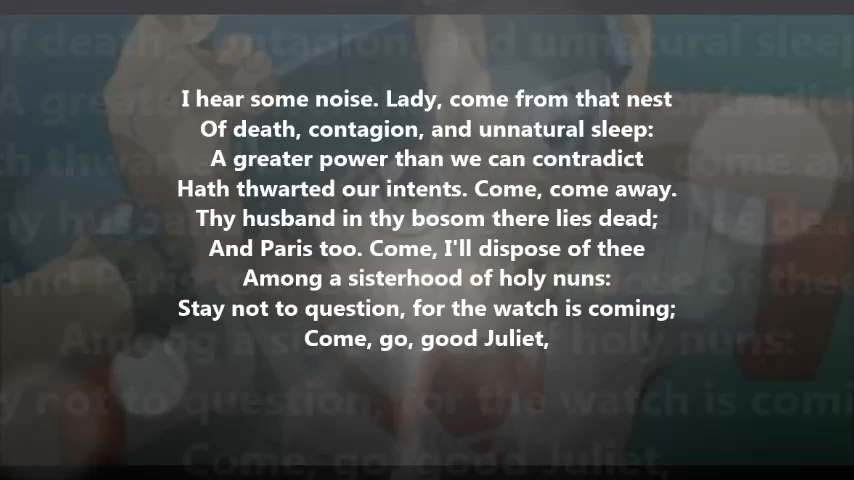 I hear some noise. Lady, come from that nest
Of death, contagion, and unnatural sleep:
A greater power than we can contradict
Hath thwarted our intents. Come, come away.
Thy husband in thy bosom there lies dead;
And Paris too. Come, I'll dispose of thee
Among a sisterhood of holy nuns:
Stay not to question, for the watch is coming;
Come, go, good Juliet,